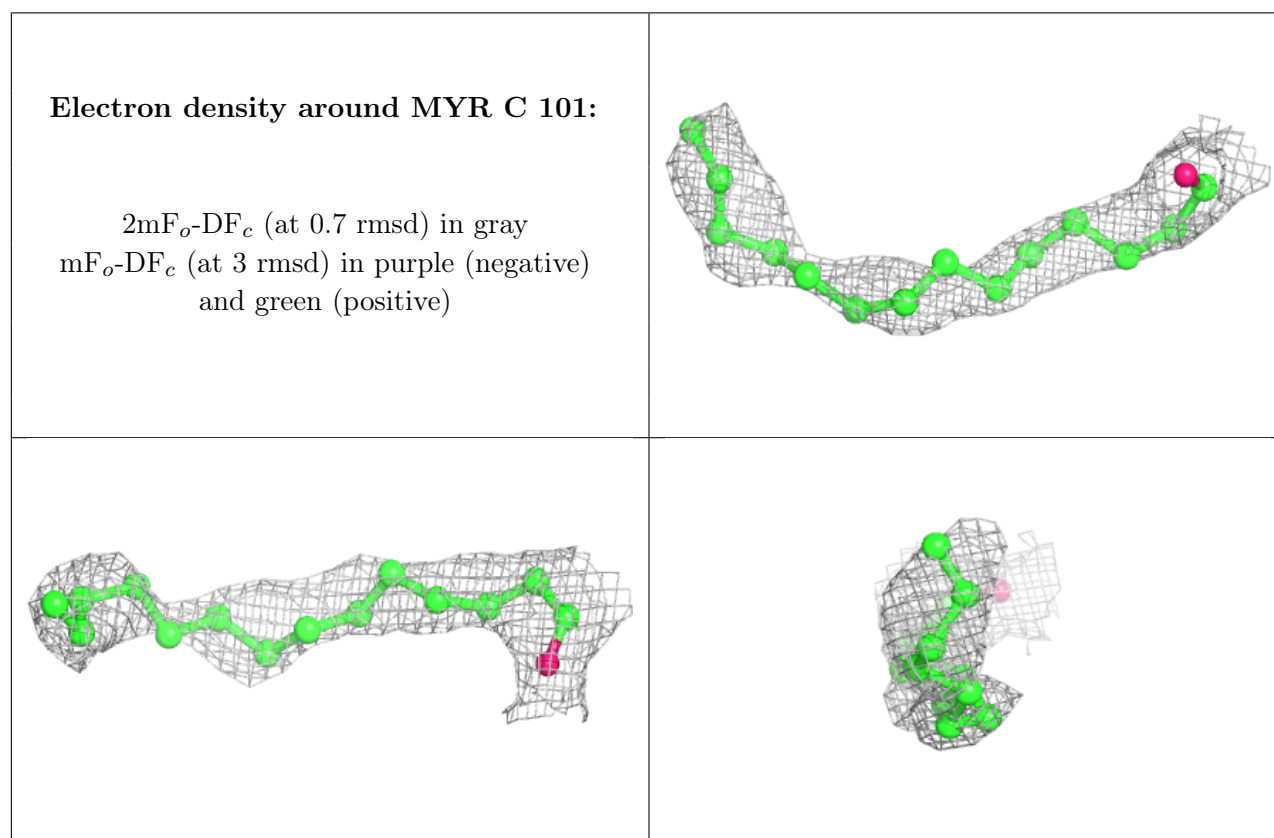 Electron density around MYR C 101:
2mFo-DFc (at 0.7 rmsd) in gray
mFo-DFc (at 3 rmsd) in purple (negative)
and green (positive)